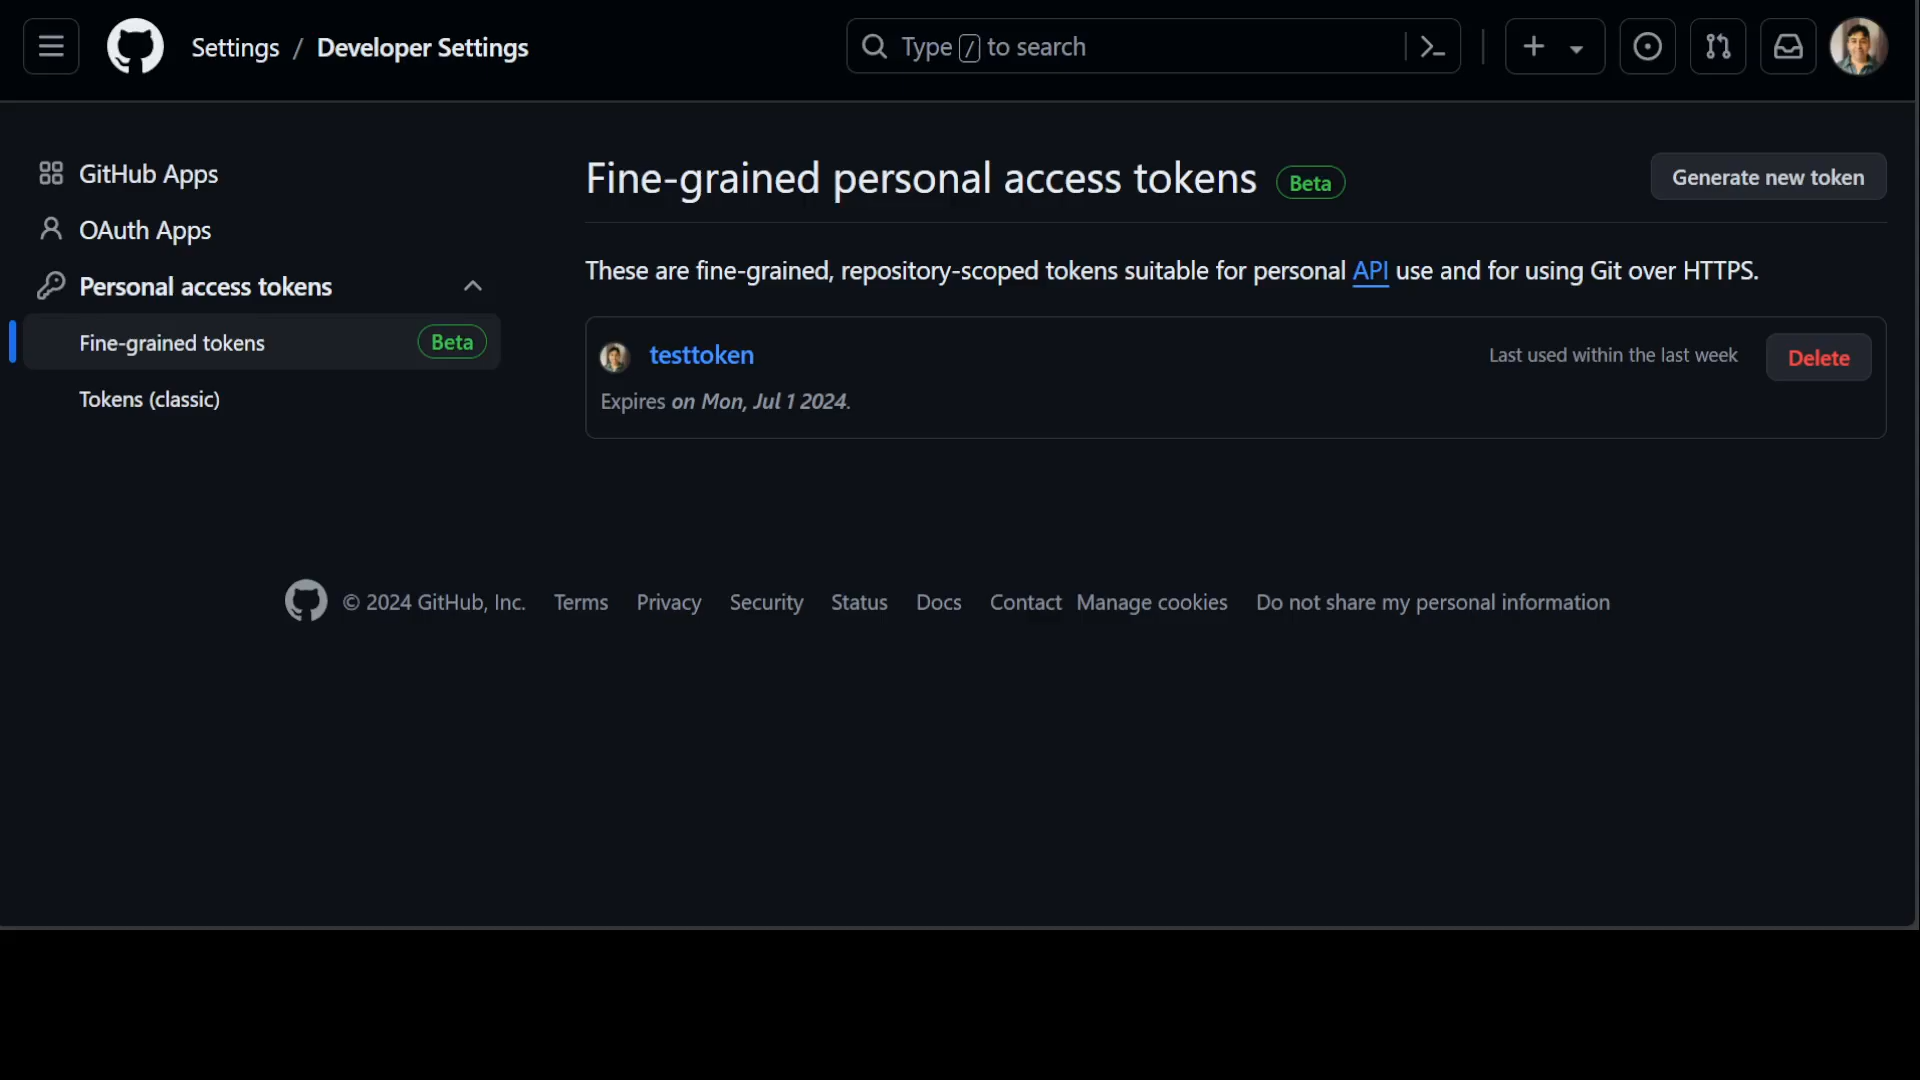 Settings / Developer Settings
Type / to search
GitHub Apps
OAuth Apps
Personal access tokens
Fine-grained tokens Beta
Tokens (classic)
Fine-grained personal access tokens Beta
Generate new token
These are fine-grained, repository-scoped tokens suitable for personal API use and for using Git over HTTPS.
testtoken
Last used within the last week
Delete
Expires on Mon, Jul 1 2024.
© 2024 GitHub, Inc. Terms Privacy Security Status Docs Contact Manage cookies Do not share my personal information